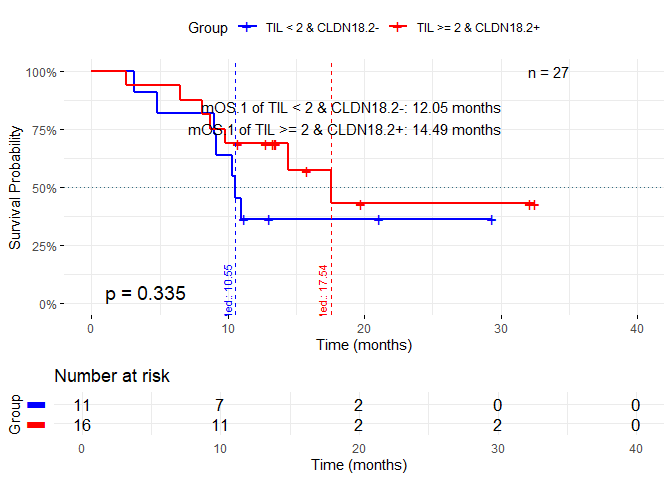 Group TIL < 2 & CLDN18.2- TIL >= 2 & CLDN18.2+
n = 27
100%
mOS.1 of TIL < 2 & CLDN18.2-: 12.05 months
75%
mOS.1 of TIL >= 2 & CLDN18.2+: 14.49 months
Survival Probability
50%
25%
med.: 10.55
med.: 17.54
p = 0.335
0%
0 10 20 30 40
Time (months)
Number at risk
Group
11 7 2 0 0
16 11 2 2 0
0 10 20 30 40
Time (months)